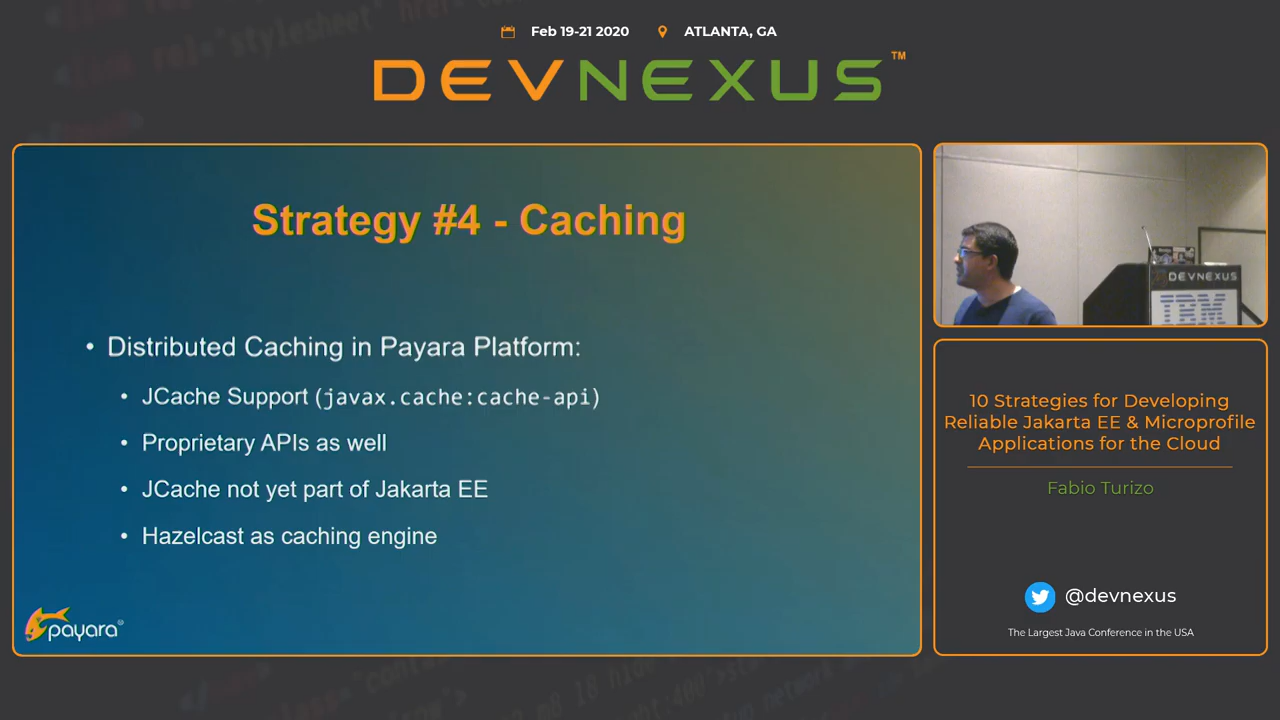 Feb 19-21 2020 ATLANTA, GA
DEVNEXUS™
Strategy #4 - Caching
• Distributed Caching in Payara Platform:
• JCache Support (javax.cache:cache-api)
• Proprietary APIs as well
• JCache not yet part of Jakarta EE
• Hazelcast as caching engine
payara®
DEVNEXUS
IBM
10 Strategies for Developing
Reliable Jakarta EE & Microprofile
Applications for the Cloud
Fabio Turizo
@devnexus
The Largest Java Conference in the USA